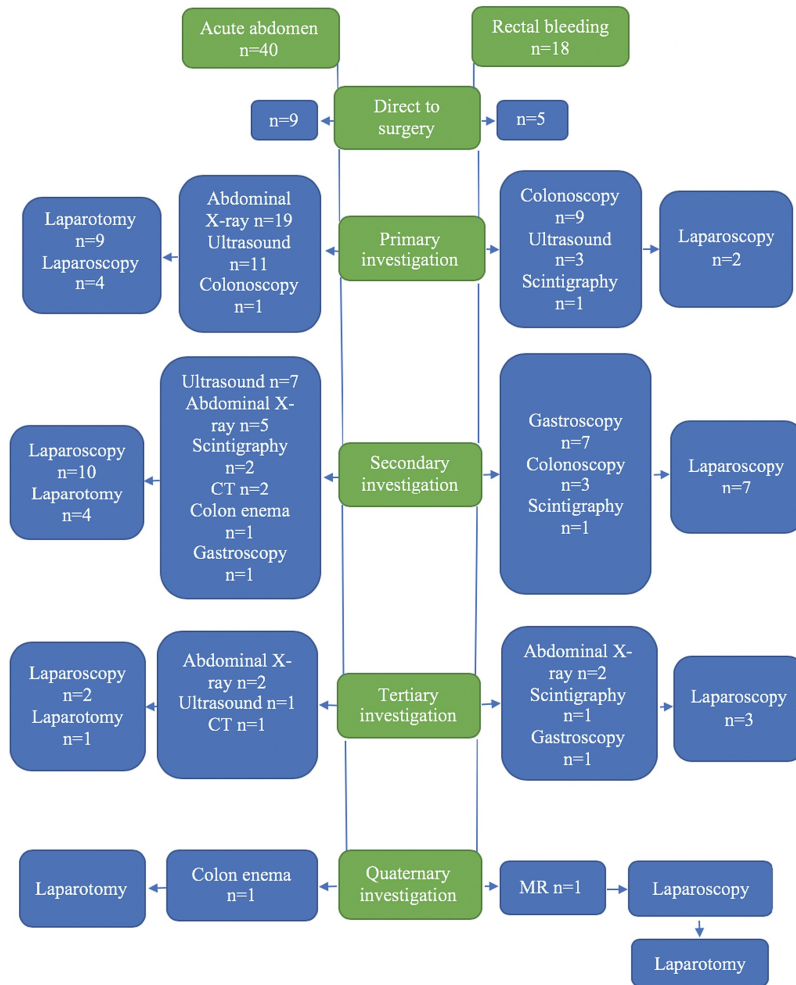 Acute abdomen
n=40
Rectal bleeding
n=18
n=9
Direct to
surgery
n=5
Laparotomy
n=9
Laparoscopy
n=4
Abdominal
X-ray n=19
Ultrasound
n=11
Colonoscopy
n=1
Primary
investigation
Colonoscopy
n=9
Ultrasound
n=3
Scintigraphy
n=1
Laparoscopy
n=2
Laparoscopy
n=10
Laparotomy
n=4
Ultrasound n=7
Abdominal X-
ray n=5
Scintigraphy
n=2
CT n=2
Colon enema
n=1
Gastroscopy
n=1
Secondary
investigation
Gastroscopy
n=7
Colonoscopy
n=3
Scintigraphy
n=1
Laparoscopy
n=7
Laparoscopy
n=2
Laparotomy
n=1
Abdominal X-
ray n=2
Ultrasound n=1
CT n=1
Tertiary
investigation
Abdominal X-
ray n=2
Scintigraphy
n=1
Gastroscopy
n=1
Laparoscopy
n=3
Laparotomy
Colon enema
n=1
Quaternary
investigation
MR n=1
Laparoscopy
Laparotomy